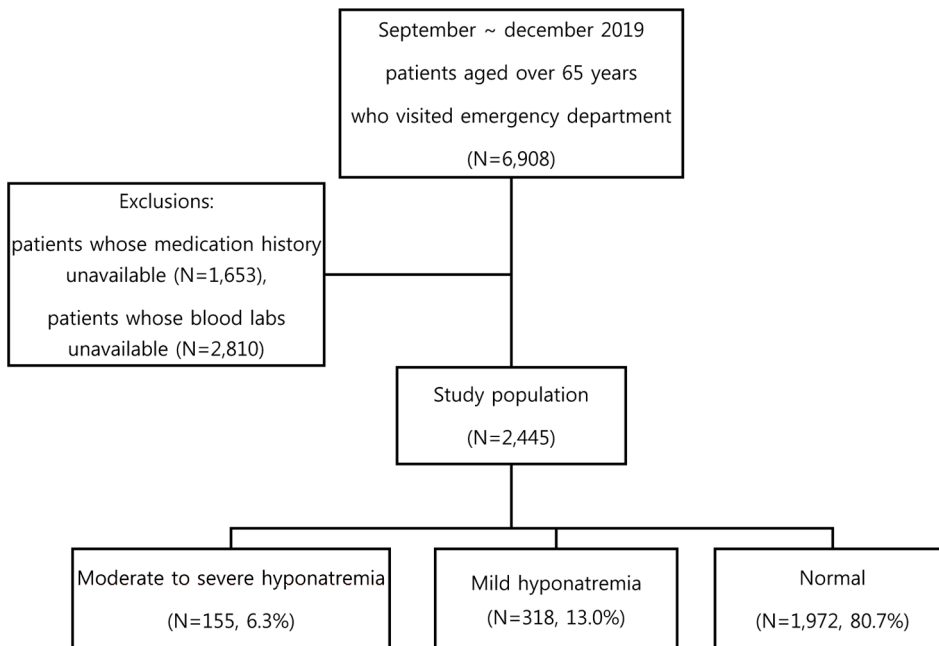 September ~ december 2019
patients aged over 65 years
who visited emergency department
(N=6,908)
Exclusions:
patients whose medication history
unavailable (N=1,653),
patients whose blood labs
unavailable (N=2,810)
Study population
(N=2,445)
Moderate to severe hyponatremia
(N=155, 6.3%)
Mild hyponatremia
(N=318, 13.0%)
Normal
(N=1,972, 80.7%)